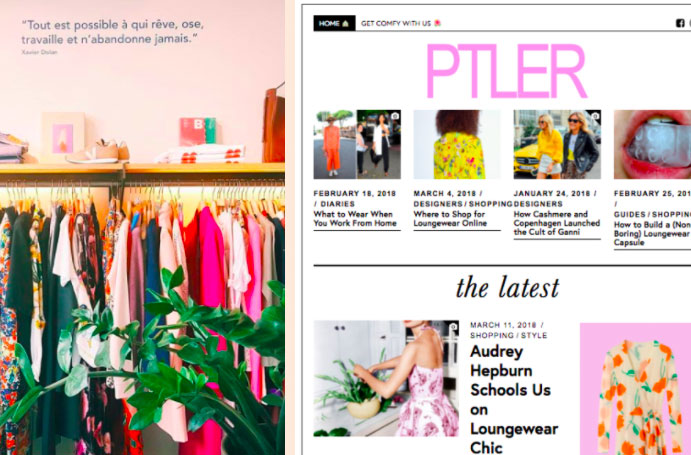 “Tout est possible à qui rêve, ose,
travaille et n’abandonne jamais.”
Xavier Dolan
HOME
GET COMFY WITH US
PTLER
FEBRUARY 18, 2018
/ DIARIES
What to Wear When
You Work From Home
MARCH 4, 2018 /
DESIGNERS / SHOPPING
Where to Shop for
Loungewear Online
JANUARY 24, 2018 /
DESIGNERS
How Cashmere and
Copenhagen Launched
the Cult of Ganni
FEBRUARY 25, 201
/
GUIDES / SHOPPIN
How to Build a (Non
Boring) Loungewear
Capsule
the latest
MARCH 11, 2018 /
SHOPPING / STYLE
Audrey
Hepburn
Schools Us
on
Loungewear
Chic